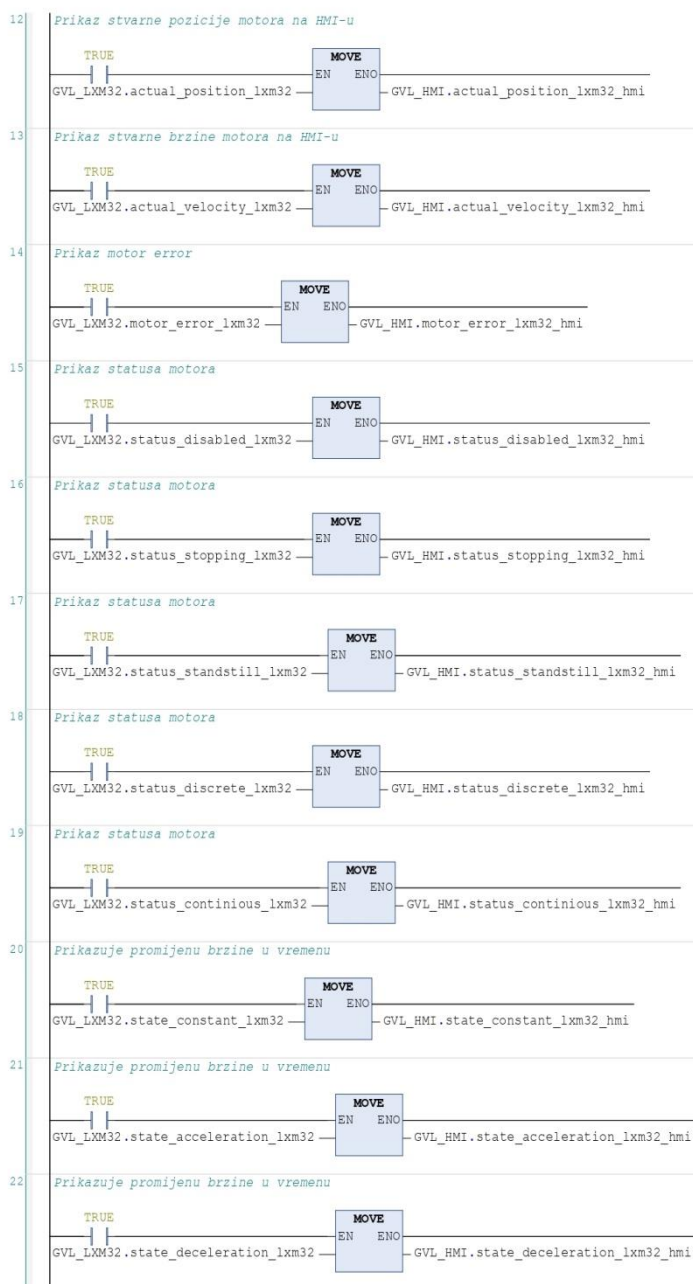 12 Prikaz stvarne pozicije motora na HMI-u
TRUE
MOVE
EN ENO
GVL_LXM32.actual_position_lxm32 GVL_HMI.actual_position_lxm32_hmi
13 Prikaz stvarne brzine motora na HMI-u
TRUE
MOVE
EN ENO
GVL_LXM32.actual_velocity_lxm32 GVL_HMI.actual_velocity_lxm32_hmi
14 Prikaz motor error
TRUE
MOVE
EN ENO
GVL_LXM32.motor_error_lxm32 GVL_HMI.motor_error_lxm32_hmi
15 Prikaz statusa motora
TRUE
MOVE
EN ENO
GVL_LXM32.status_disabled_lxm32 GVL_HMI.status_disabled_lxm32_hmi
16 Prikaz statusa motora
TRUE
MOVE
EN ENO
GVL_LXM32.status_stopping_lxm32 GVL_HMI.status_stopping_lxm32_hmi
17 Prikaz statusa motora
TRUE
MOVE
EN ENO
GVL_LXM32.status_standstill_lxm32 GVL_HMI.status_standstill_lxm32_hmi
18 Prikaz statusa motora
TRUE
MOVE
EN ENO
GVL_LXM32.status_discrete_lxm32 GVL_HMI.status_discrete_lxm32_hmi
19 Prikaz statusa motora
TRUE
MOVE
EN ENO
GVL_LXM32.status_continious_lxm32 GVL_HMI.status_continious_lxm32_hmi
20 Prikazuje promijenu brzine u vremenu
TRUE
MOVE
EN ENO
GVL_LXM32.state_constant_lxm32 GVL_HMI.state_constant_lxm32_hmi
21 Prikazuje promijenu brzine u vremenu
TRUE
MOVE
EN ENO
GVL_LXM32.state_acceleration_lxm32 GVL_HMI.state_acceleration_lxm32_hmi
22 Prikazuje promijenu brzine u vremenu
TRUE
MOVE
EN ENO
GVL_LXM32.state_deceleration_lxm32 GVL_HMI.state_deceleration_lxm32_hmi